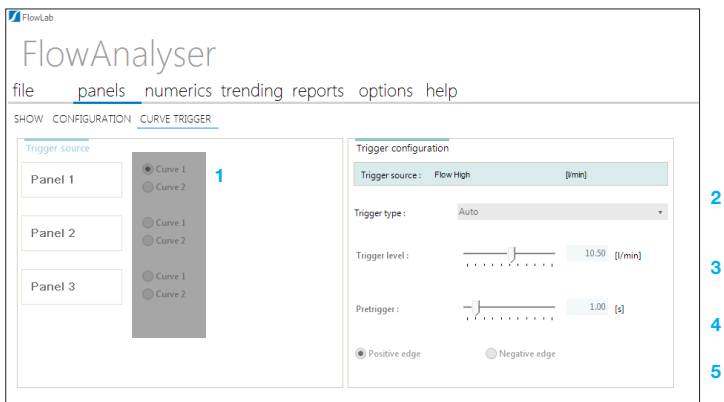 FlowLab
FlowAnalyser
file panels numerics trending reports options help
SHOW CONFIGURATION CURVE TRIGGER
Trigger source
Panel 1
Curve 1
Curve 2
1
Panel 2
Curve 1
Curve 2
Panel 3
Curve 1
Curve 2
Trigger configuration
Trigger source : Flow High [l/min]
Trigger type : Auto
2
Trigger level : 10.50 [l/min]
3
Pretrigger : 1.00 [s]
4
Positive edge Negative edge
5